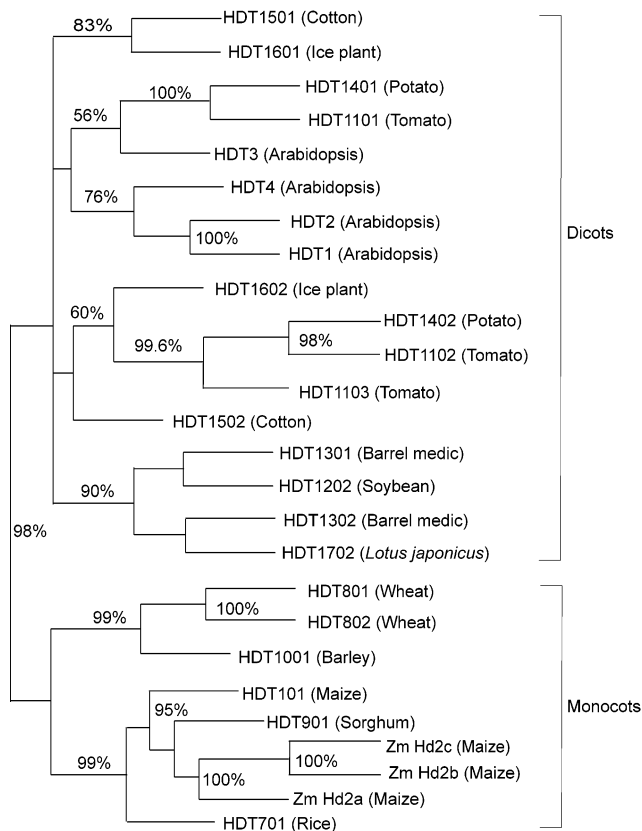 83%
HDT1501 (Cotton)
HDT1601 (Ice plant)
100%
HDT1401 (Potato)
HDT1101 (Tomato)
56%
HDT3 (Arabidopsis)
76%
HDT4 (Arabidopsis)
HDT2 (Arabidopsis)
100%
HDT1 (Arabidopsis)
Dicots
HDT1602 (Ice plant)
60%
HDT1402 (Potato)
99.6%
98%
HDT1102 (Tomato)
HDT1103 (Tomato)
HDT1502 (Cotton)
HDT1301 (Barrel medic)
90%
HDT1202 (Soybean)
HDT1302 (Barrel medic)
98%
HDT1702 (Lotus japonicus)
HDT801 (Wheat)
99%
100%
HDT802 (Wheat)
HDT1001 (Barley)
HDT101 (Maize)
95%
Monocots
HDT901 (Sorghum)
Zm Hd2c (Maize)
99%
100%
100%
Zm Hd2b (Maize)
Zm Hd2a (Maize)
HDT701 (Rice)